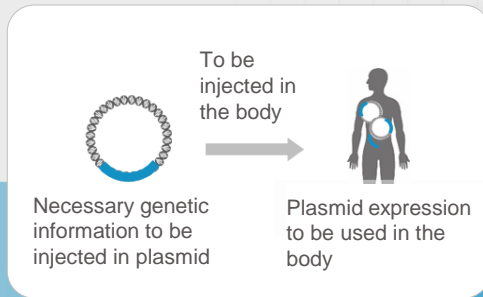 To be
injected in
the body
Necessary genetic
information to be
injected in plasmid
Plasmid expression
to be used in the
body